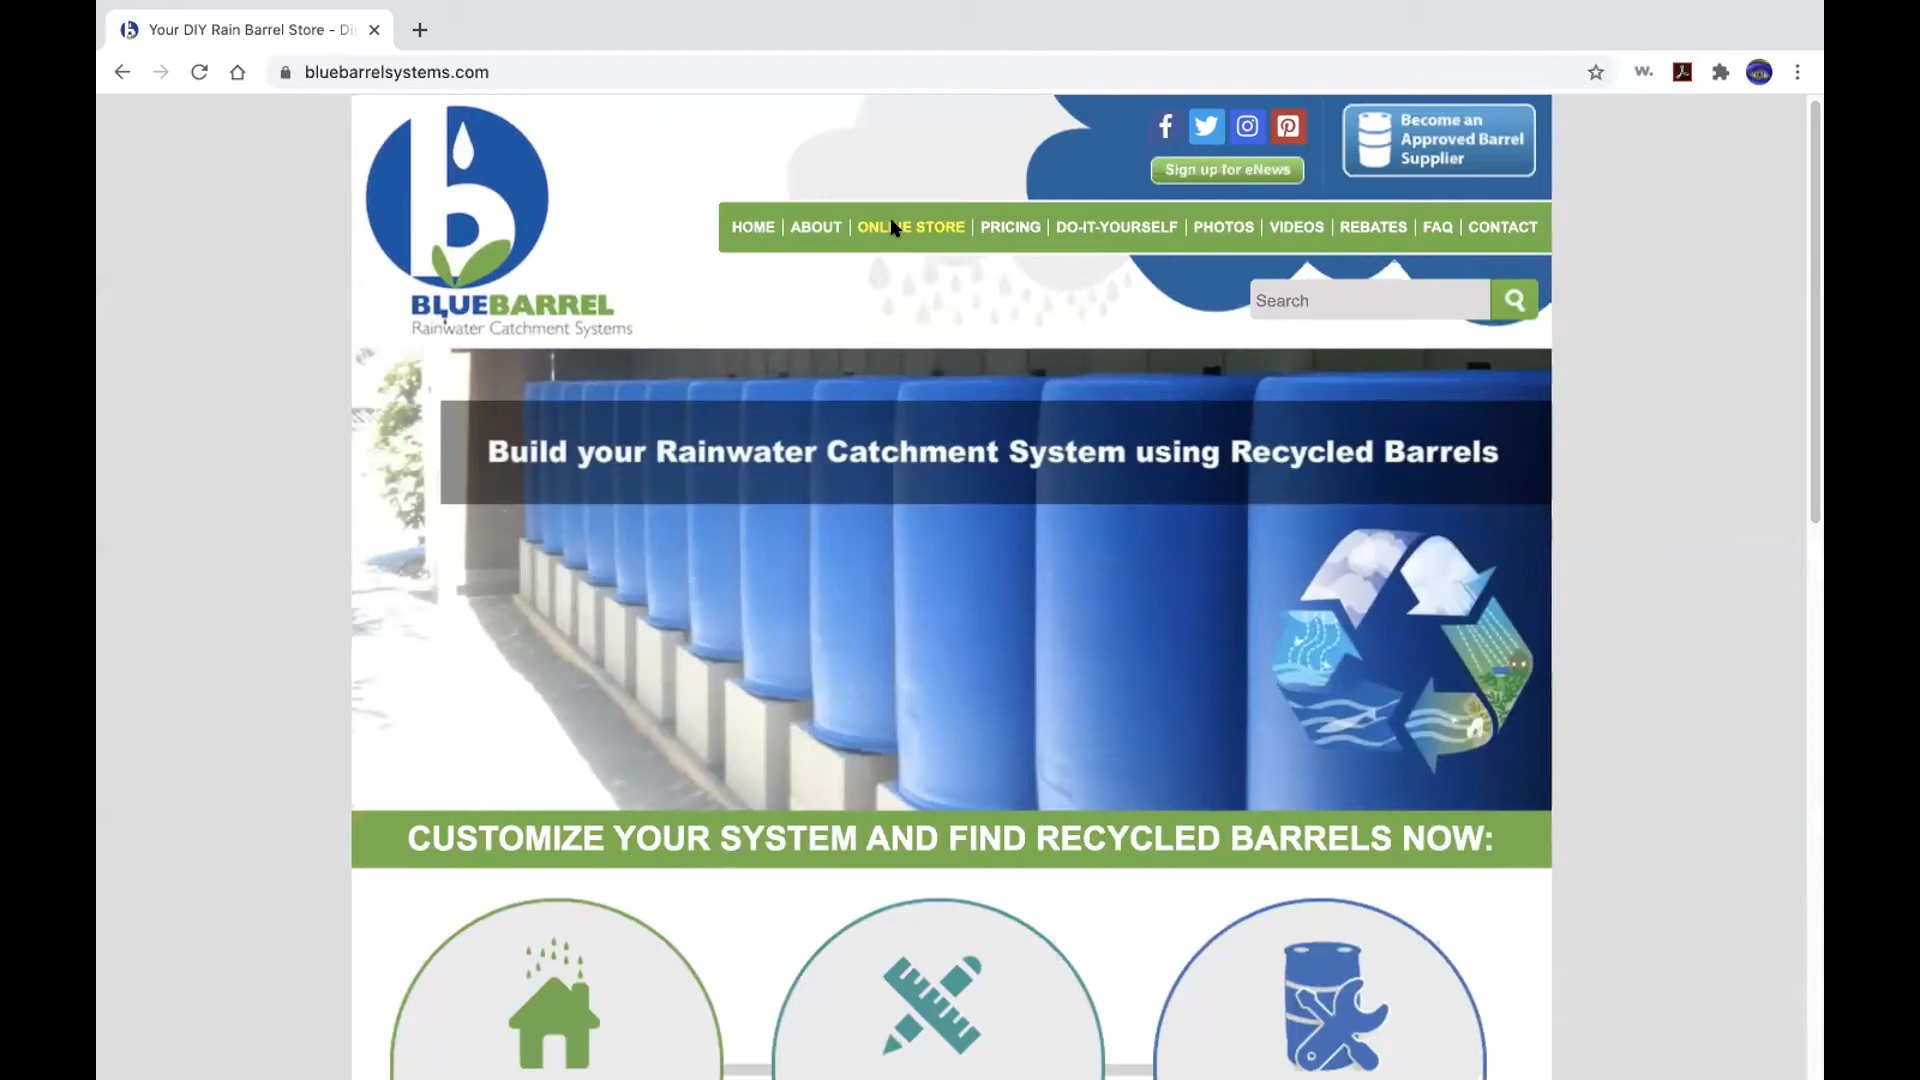 Your DIY Rain Barrel Store - Di
bluebarrelsystems.com
w.
Become an
Approved Barrel
Supplier
Sign up for eNews
HOME ABOUT ONLINE STORE PRICING DO-IT-YOURSELF PHOTOS VIDEOS REBATES FAQ CONTACT
Search
BLUEBARREL
Rainwater Catchment Systems
Build your Rainwater Catchment System using Recycled Barrels
CUSTOMIZE YOUR SYSTEM AND FIND RECYCLED BARRELS NOW: